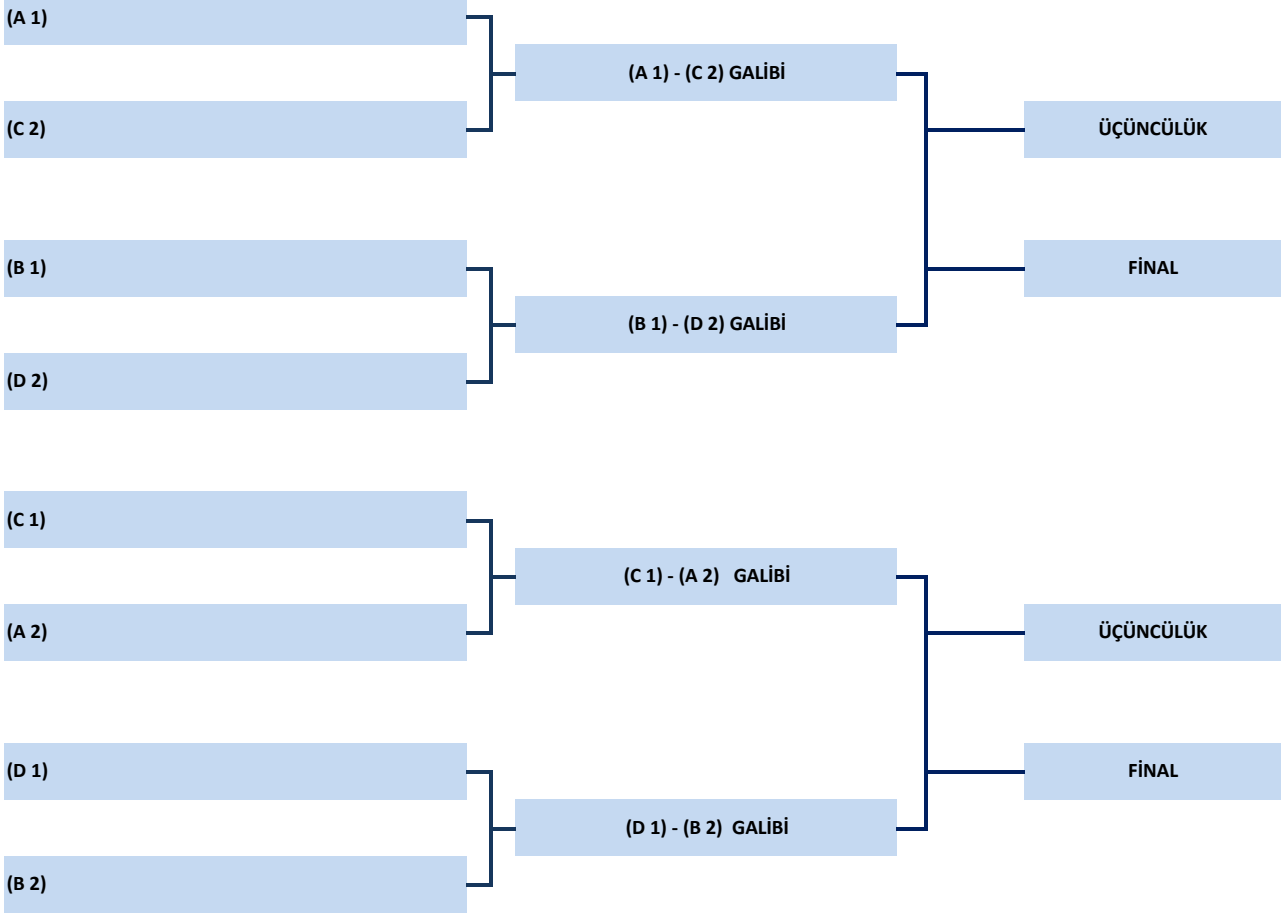 (A 1)
(A 1) - (C 2) GALİBİ
(C 2)
ÜÇÜNCÜLÜK
(B 1)
FİNAL
(B 1) - (D 2) GALİBİ
(D 2)
(C 1)
(C 1) - (A 2) GALİBİ
(A 2)
ÜÇÜNCÜLÜK
(D 1)
FİNAL
(D 1) - (B 2) GALİBİ
(B 2)